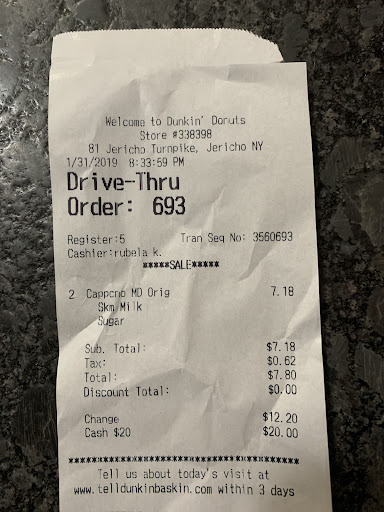 Welcome to Dunkin' Donuts
Store #338398
81 Jericho Turnpike, Jericho NY
1/31/2019 8:33:59 PM
Drive-Thru
Order: 693
Register:5 Tran Seq No: 3560693
Cashier:rubela k.
*****SALE*****
2 Cappcno MD Orig 7.18
Skm Milk
Sugar
Sub. Total: $7.18
Tax: $0.62
Total: $7.80
Discount Total: $0.00
Change $12.20
Cash $20 $20.00
****************************************
Tell us about today's visit at
www.telldunkinbaskin.com within 3 days